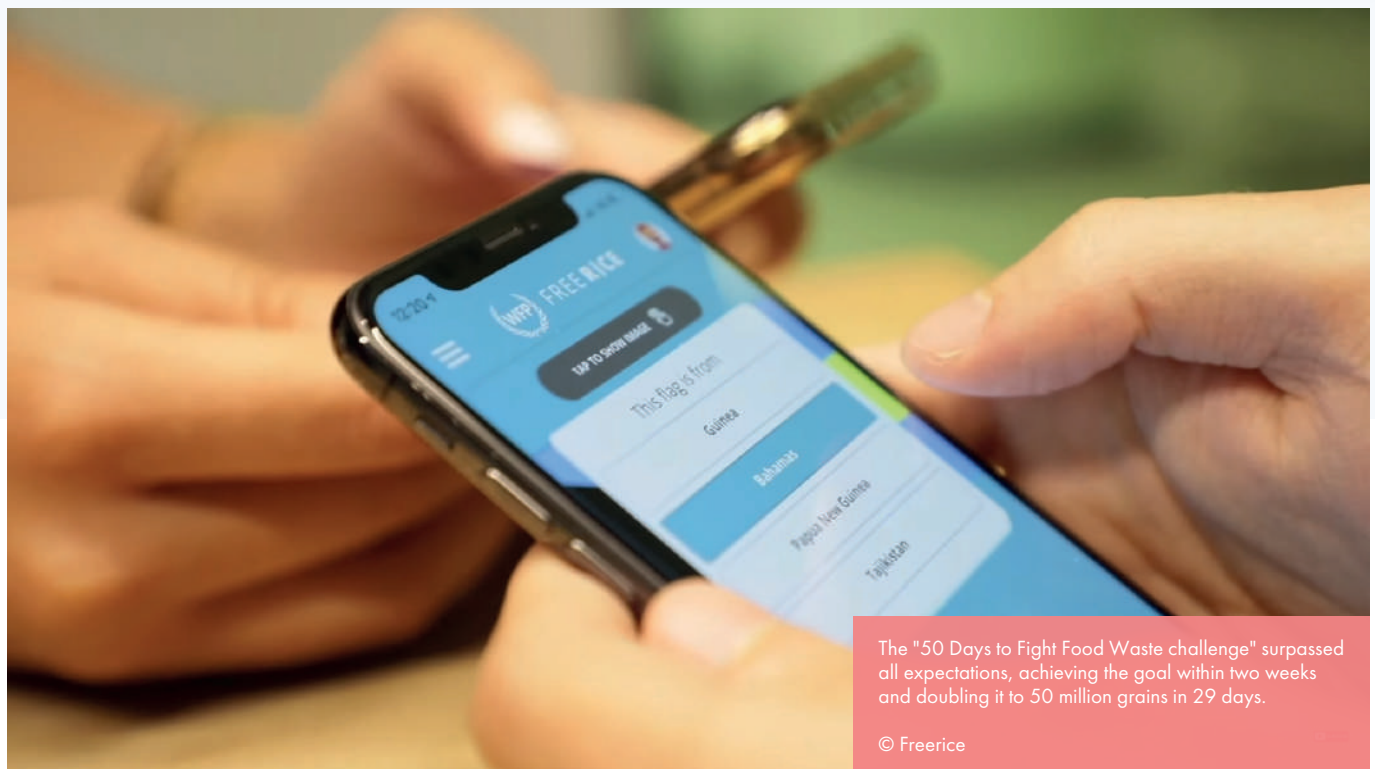 12:20
WFP FREERICE
TAP TO SHOW IMAGE
This flag is from
Guinea
Bahamas
Papua New Guinea
Tajikistan
The "50 Days to Fight Food Waste challenge" surpassed
all expectations, achieving the goal within two weeks
and doubling it to 50 million grains in 29 days.
© Freerice